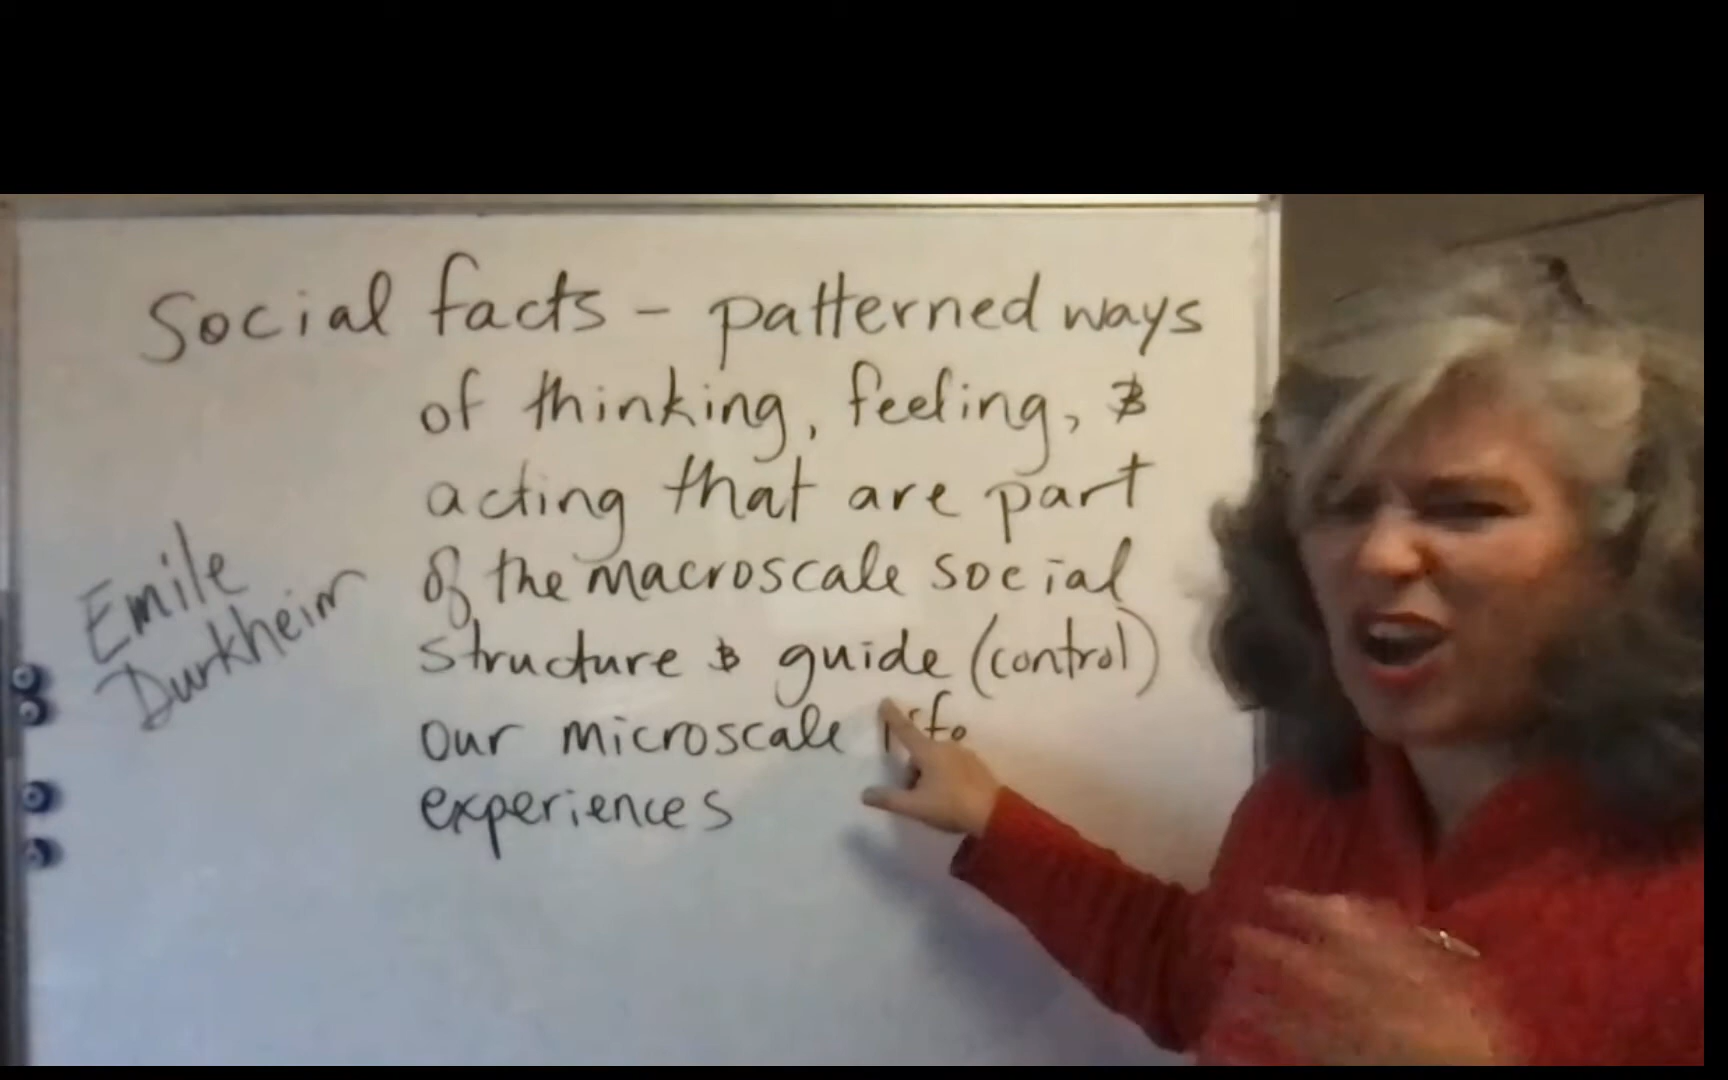 Social facts - patterned ways
of thinking, feeling, &
acting that are part
of the macroscale social
structure & guide (control)
our microscale
experiences
Emile
Durkheim